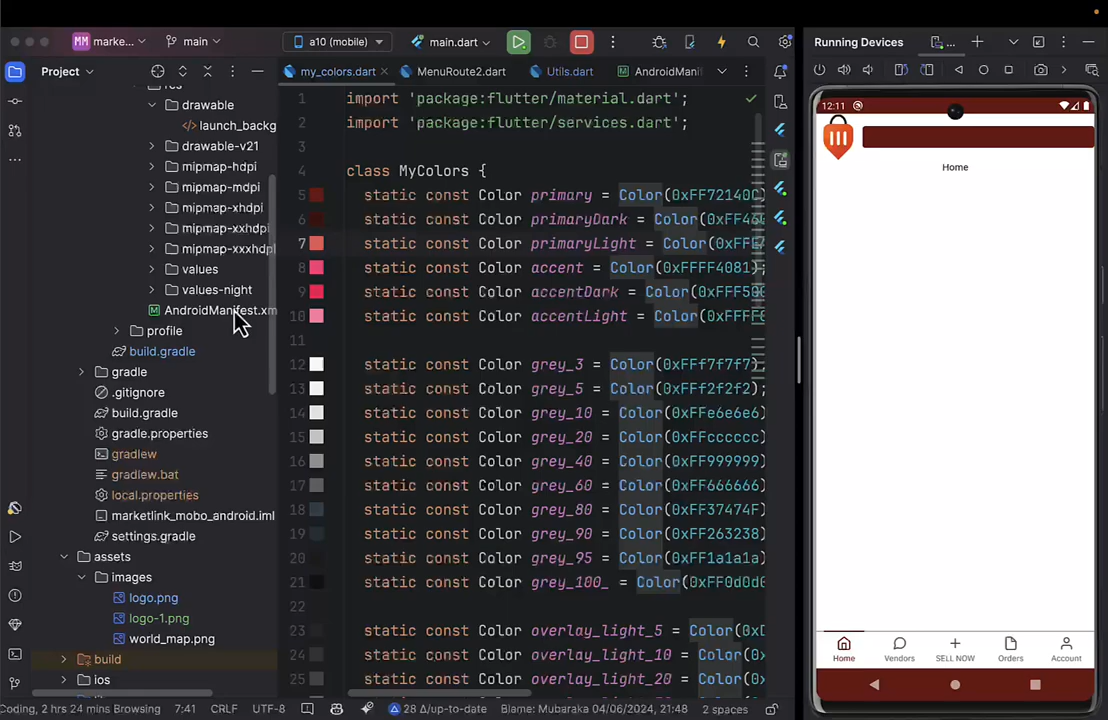 MM marke... main a10 (mobile) main.dart Running Devices
Project my_colors.dart MenuRoute2.dart Utils.dart AndroidMani
drawable
launch_backg
drawable-v21
mipmap-hdpi
mipmap-mdpi
mipmap-xhdpi
mipmap-xxhdpi
mipmap-xxxhdp
values
values-night
AndroidManifest.xm
profile
build.gradle
gradle
.gitignore
build.gradle
gradle.properties
gradlew
gradlew.bat
local.properties
marketlink_mobo_android.iml
settings.gradle
assets
images
logo.png
logo-1.png
world_map.png
build
ios
1 import 'package:flutter/material.dart';
2 import 'package:flutter/services.dart';
3
4 class MyColors {
5 static const Color primary = Color(0xFF72140C)
6 static const Color primaryDark = Color(0xFF4
7 static const Color primaryLight = Color(0xFF
8 static const Color accent = Color(0xFFFF4081);
9 static const Color accentDark = Color(0xFFF500
10 static const Color accentLight = Color(0xFFFF
11
12 static const Color grey_3 = Color(0xFFf7f7f7);
13 static const Color grey_5 = Color(0xFFf2f2f2);
14 static const Color grey_10 = Color(0xFFe6e6e6)
15 static const Color grey_20 = Color(0xFFcccccc)
16 static const Color grey_40 = Color(0xFF999999)
17 static const Color grey_60 = Color(0xFF666666)
18 static const Color grey_80 = Color(0xFF37474F)
19 static const Color grey_90 = Color(0xFF263238)
20 static const Color grey_95 = Color(0xFF1a1a1a)
21 static const Color grey_100_ = Color(0xFF0d0d0
22
23 static const Color overlay_light_5 = Color(0x
24 static const Color overlay_light_10 = Color(0
25 static const Color overlay_light_20 = Color(0
12:11
Home
Home Vendors SELL NOW Orders Account
Coding, 2 hrs 24 mins Browsing 7:41 CRLF UTF-8 28 Δ/up-to-date Blame: Mubaraka 04/06/2024, 21:48 2 spaces